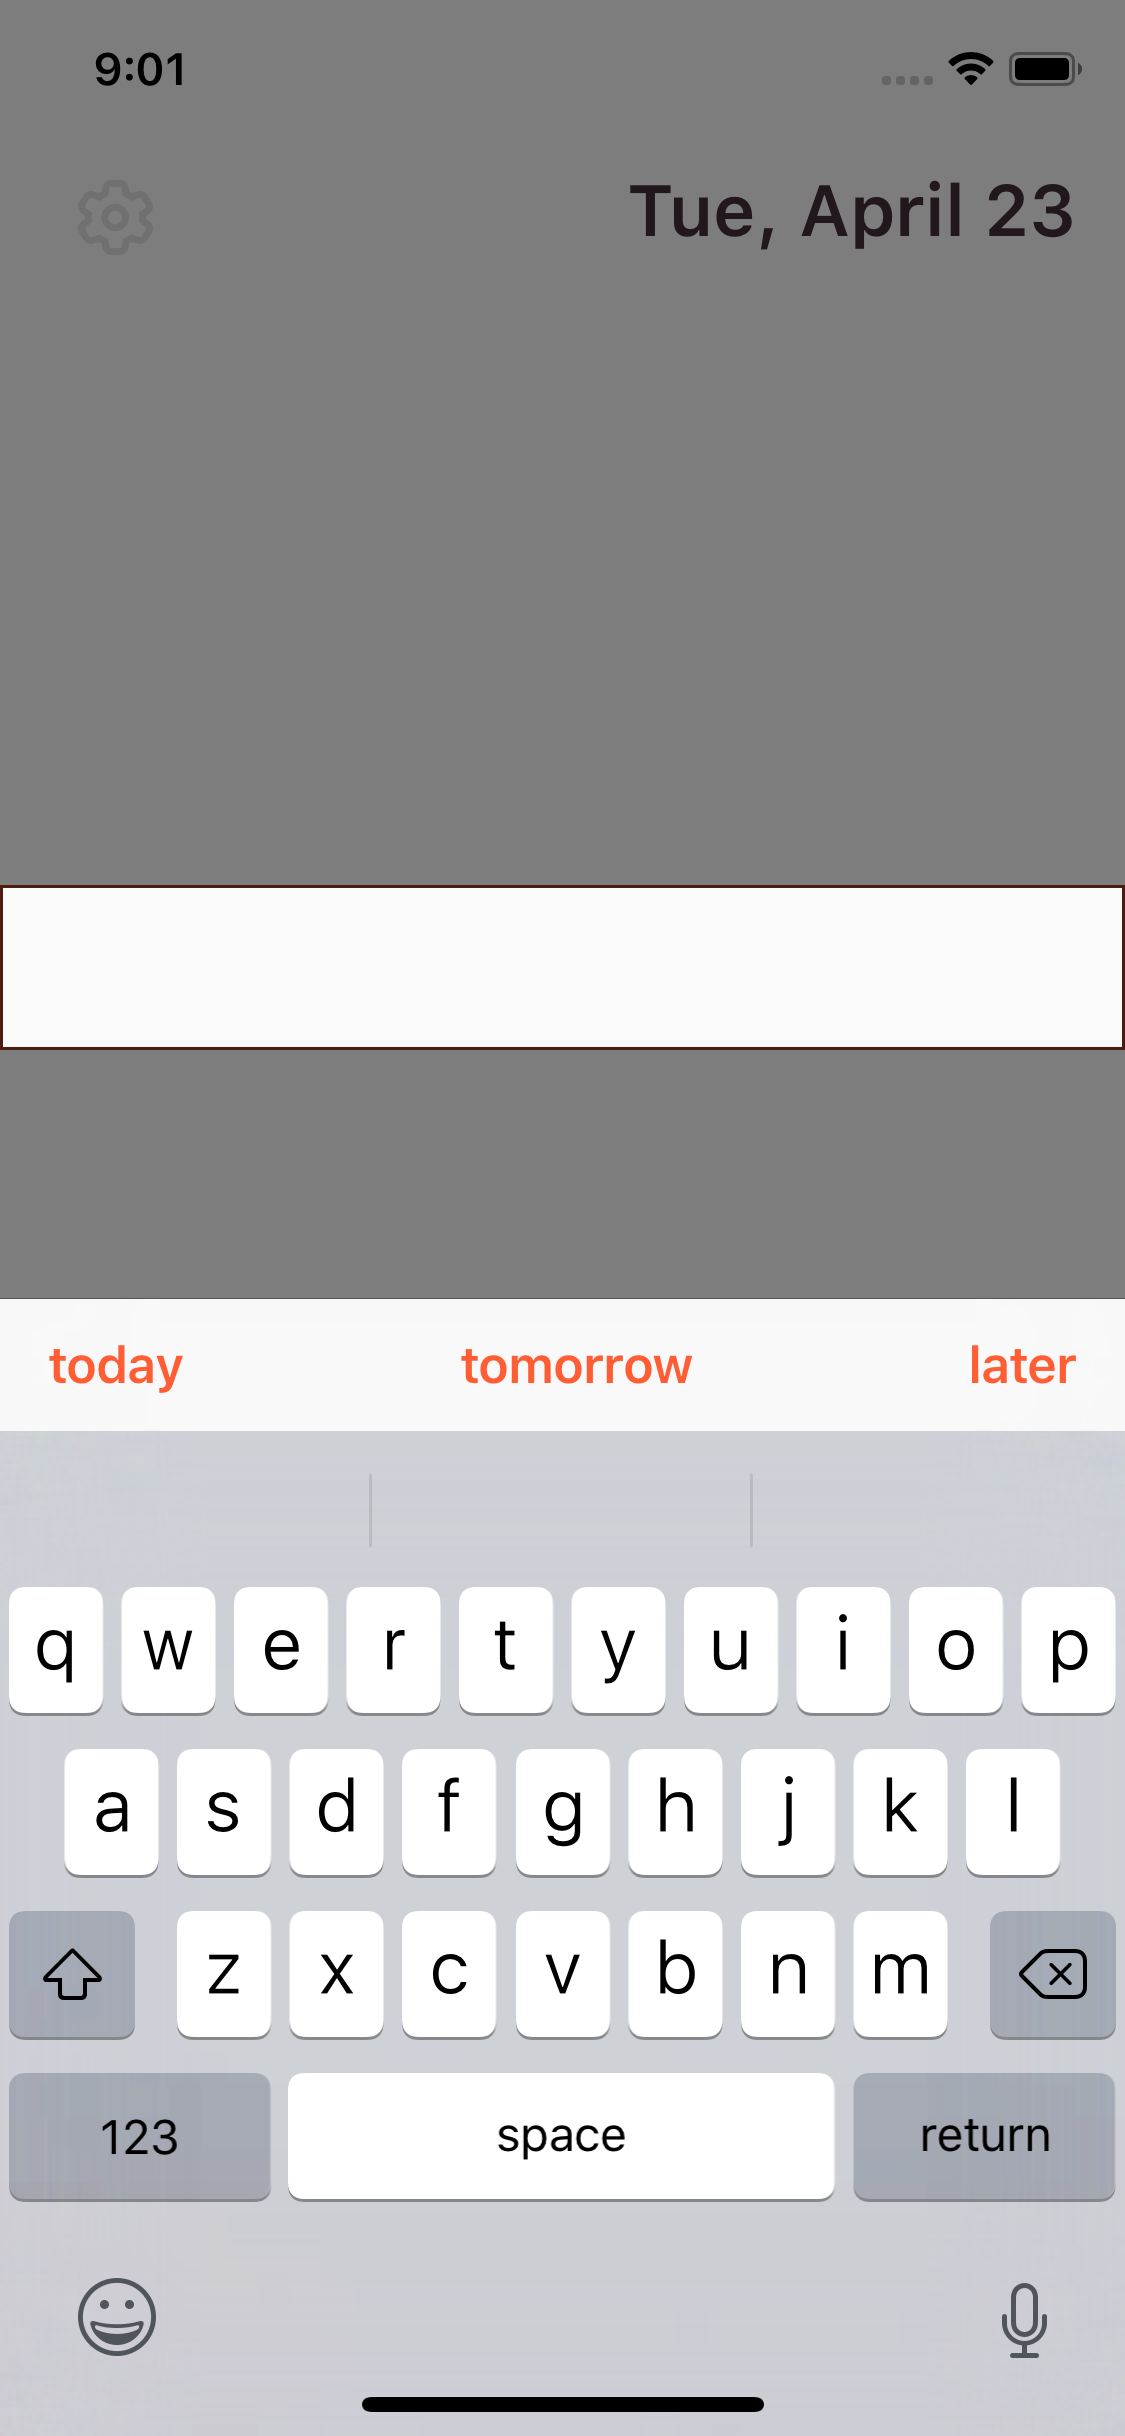 9:01
Tue, April 23
today tomorrow later
q w e r t y u i o p
a s d f g h j k l
z x c v b n m
123 space return